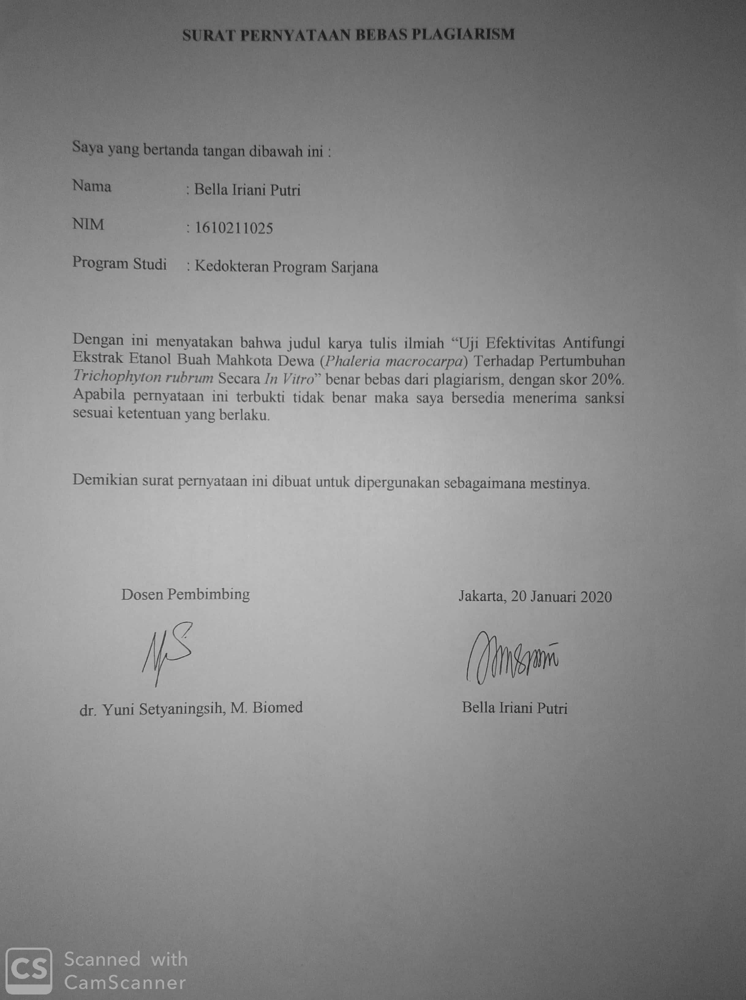 SURAT PERNYATAAN BEBAS PLAGIARISM
Saya yang bertanda tangan dibawah ini :
Nama : Bella Iriani Putri
NIM : 1610211025
Program Studi : Kedokteran Program Sarjana
Dengan ini menyatakan bahwa judul karya tulis ilmiah “Uji Efektivitas Antifungi
Ekstrak Etanol Buah Mahkota Dewa (Phaleria macrocarpa) Terhadap Pertumbuhan
Trichophyton rubrum Secara In Vitro” benar bebas dari plagiarism, dengan skor 20%.
Apabila pernyataan ini terbukti tidak benar maka saya bersedia menerima sanksi
sesuai ketentuan yang berlaku.
Demikian surat pernyataan ini dibuat untuk dipergunakan sebagaimana mestinya.
Dosen Pembimbing
Jakarta, 20 Januari 2020
dr. Yuni Setyaningsih, M. Biomed
Bella Iriani Putri
CS
Scanned with
CamScanner